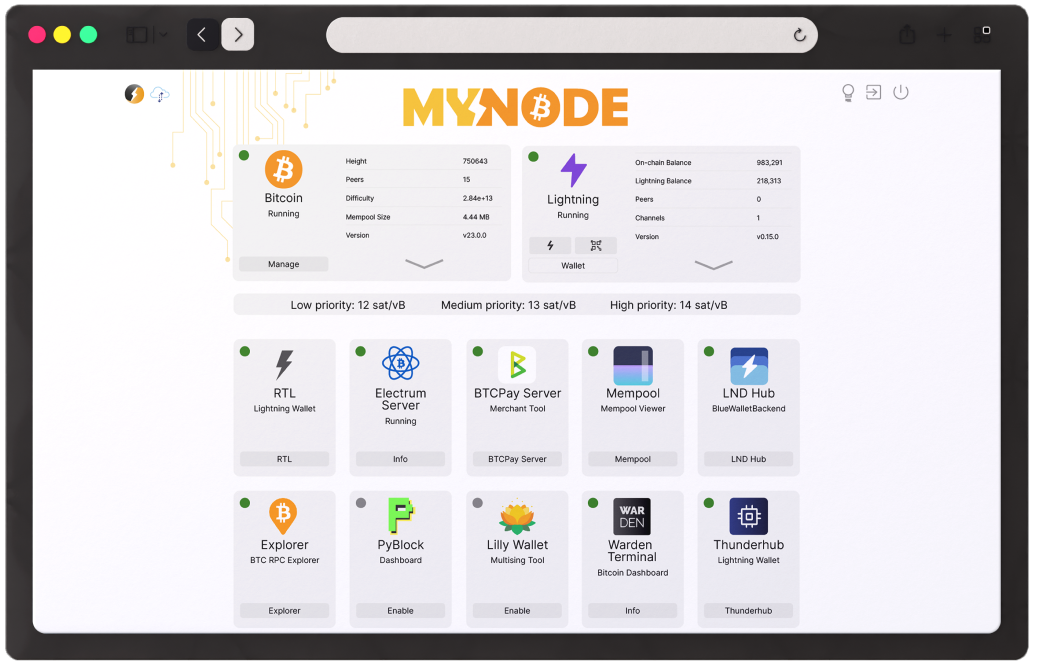 MYNODE
Bitcoin
Running
Manage
Height 750643
Peers 15
Difficulty 2.84e+13
Mempool Size 4.44 MB
Version v23.0.0
Lightning
Running
Wallet
On-chain Balance 983,291
Lightning Balance 218,313
Peers 0
Channels 1
Version v0.15.0
Low priority: 12 sat/vB Medium priority: 13 sat/vB High priority: 14 sat/vB
RTL
Lightning Wallet
RTL
Electrum
Server
Running
Info
BTCPay Server
Merchant Tool
BTCPay Server
Mempool
Mempool Viewer
Mempool
LND Hub
BlueWalletBackend
LND Hub
Explorer
BTC RPC Explorer
Explorer
PyBlock
Dashboard
Enable
Lilly Wallet
Multising Tool
Enable
WAR
DEN
Warden
Terminal
Bitcoin Dashboard
Info
Thunderhub
Lightning Wallet
Thunderhub